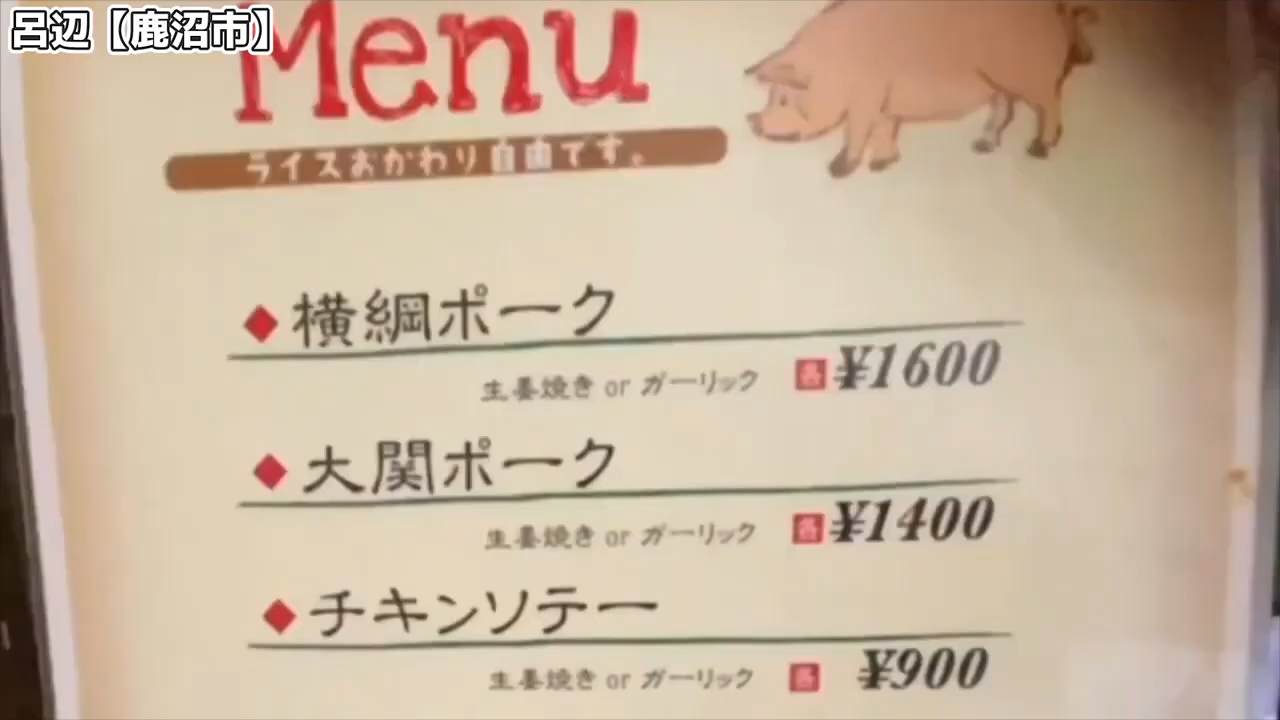 呂辺【鹿沼市】
Menu
ライスおかわり自由です。
◆横綱ポーク
生姜焼き or ガーリック 各 ¥1600
◆大関ポーク
生姜焼き or ガーリック 各 ¥1400
◆チキンソテー
生姜焼き or ガーリック 各 ¥900